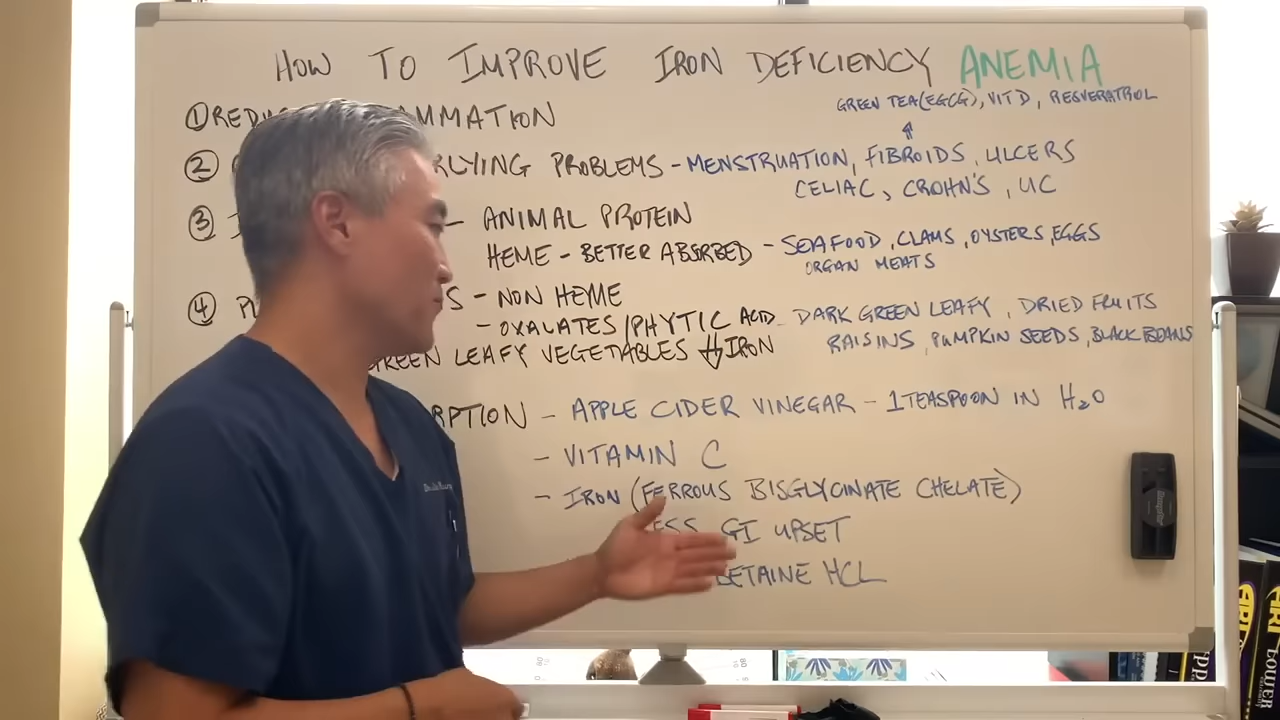 HOW TO IMPROVE IRON DEFICIENCY ANEMIA
GREEN TEA(EGCG), VIT D, RESVERATROL
① MMATION
② RLYING PROBLEMS - MENSTRUATION, FIBROIDS, ULCERS
CELIAC, CROHN'S, UC
③ - ANIMAL PROTEIN
HEME - BETTER ABSORBED - SEAFOOD, CLAMS, OYSTERS, EGGS
ORGAN MEATS
④ S - NON HEME
- OXALATES/PHYTIC ACID - DARK GREEN LEAFY, DRIED FRUITS
RAISINS, PUMPKIN SEEDS, BLACK BEANS
GREEN LEAFY VEGETABLES ↓ IRON
RPTION - APPLE CIDER VINEGAR - 1 TEASPOON IN H₂O
- VITAMIN C
- IRON (FERROUS BISGLYCINATE CHELATE)
ESS GI UPSET
BETAINE HCL